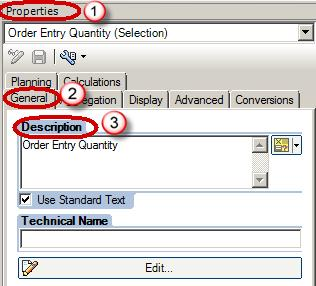 Properties 1
Order Entry Quantity (Selection)
Planning Calculations
General 2 Display Advanced Conversions
Description 3
Order Entry Quantity
Use Standard Text
Technical Name
Edit...